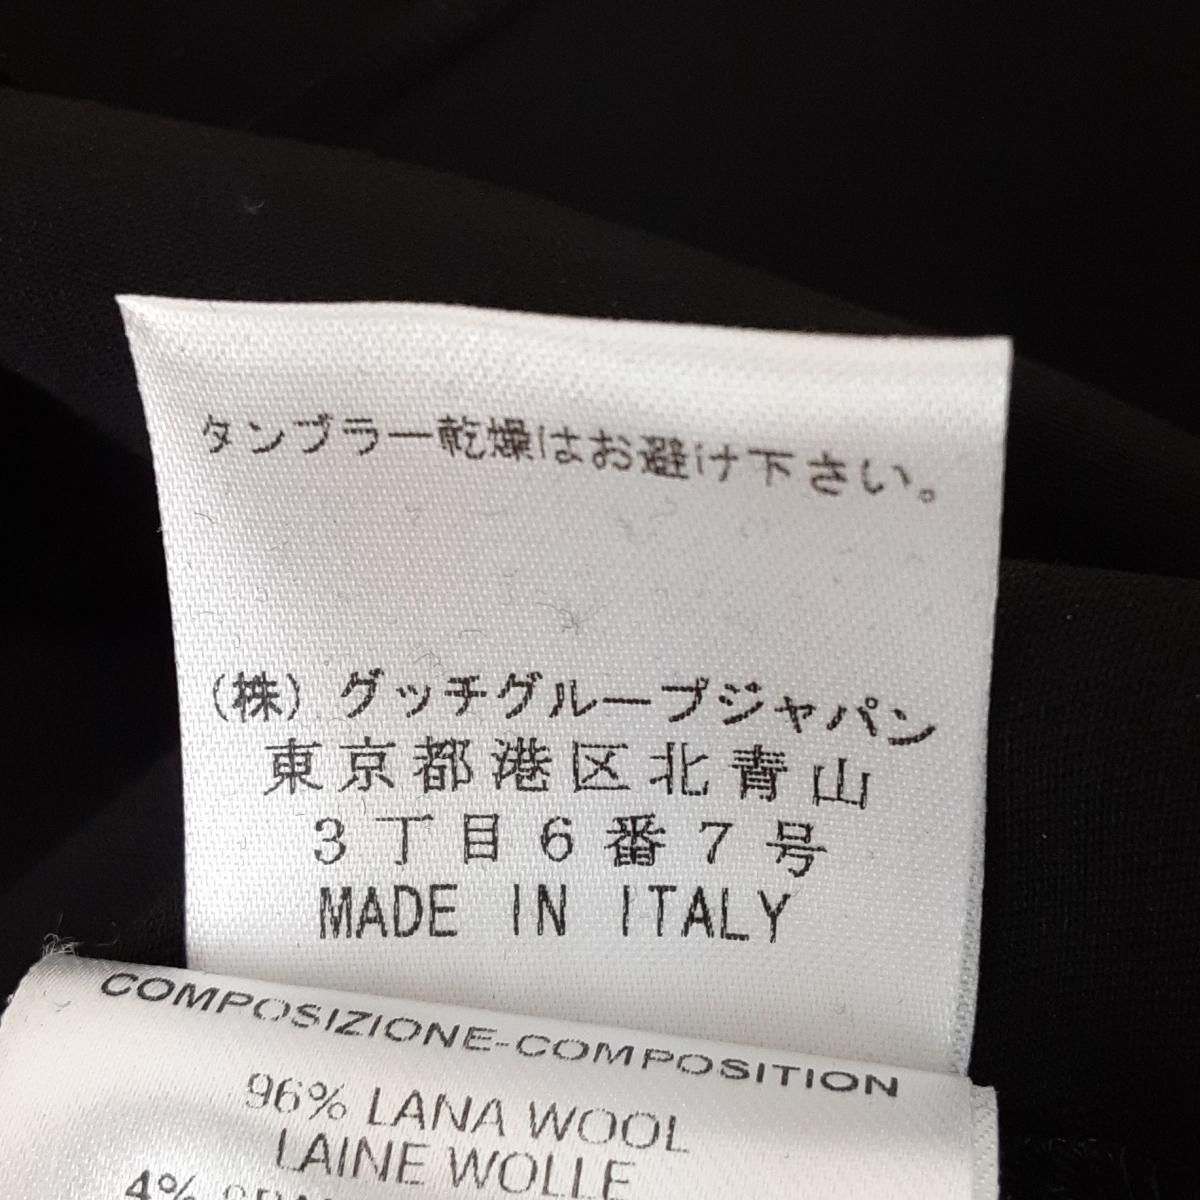 タンブラー乾燥はお避け下さい。
（株）グッチグループジャパン
東京都港区北青山
3丁目6番7号
MADE IN ITALY
COMPOSIZIONE-COMPOSITION
96% LANA WOOL
LAINE WOLLE
4%